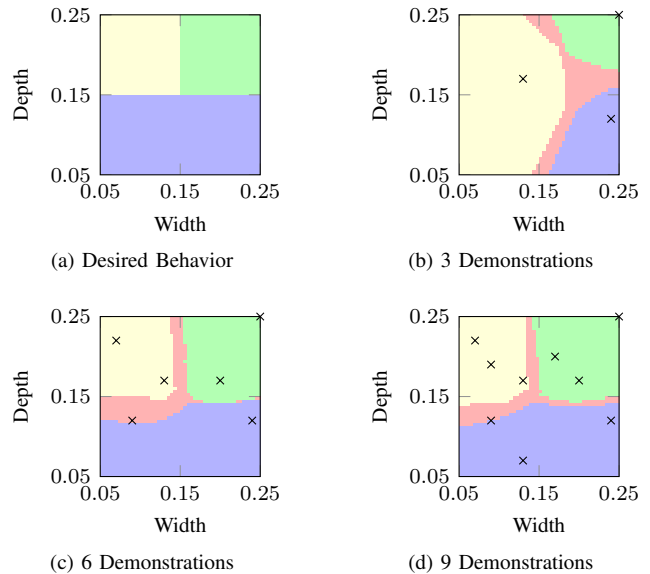 0.25
0.15
0.05
Depth
0.05 0.15 0.25
Width
(a) Desired Behavior
0.25
0.15
0.05
Depth
0.05 0.15 0.25
Width
(b) 3 Demonstrations
0.25
0.15
0.05
Depth
0.05 0.15 0.25
Width
(c) 6 Demonstrations
0.25
0.15
0.05
Depth
0.05 0.15 0.25
Width
(d) 9 Demonstrations